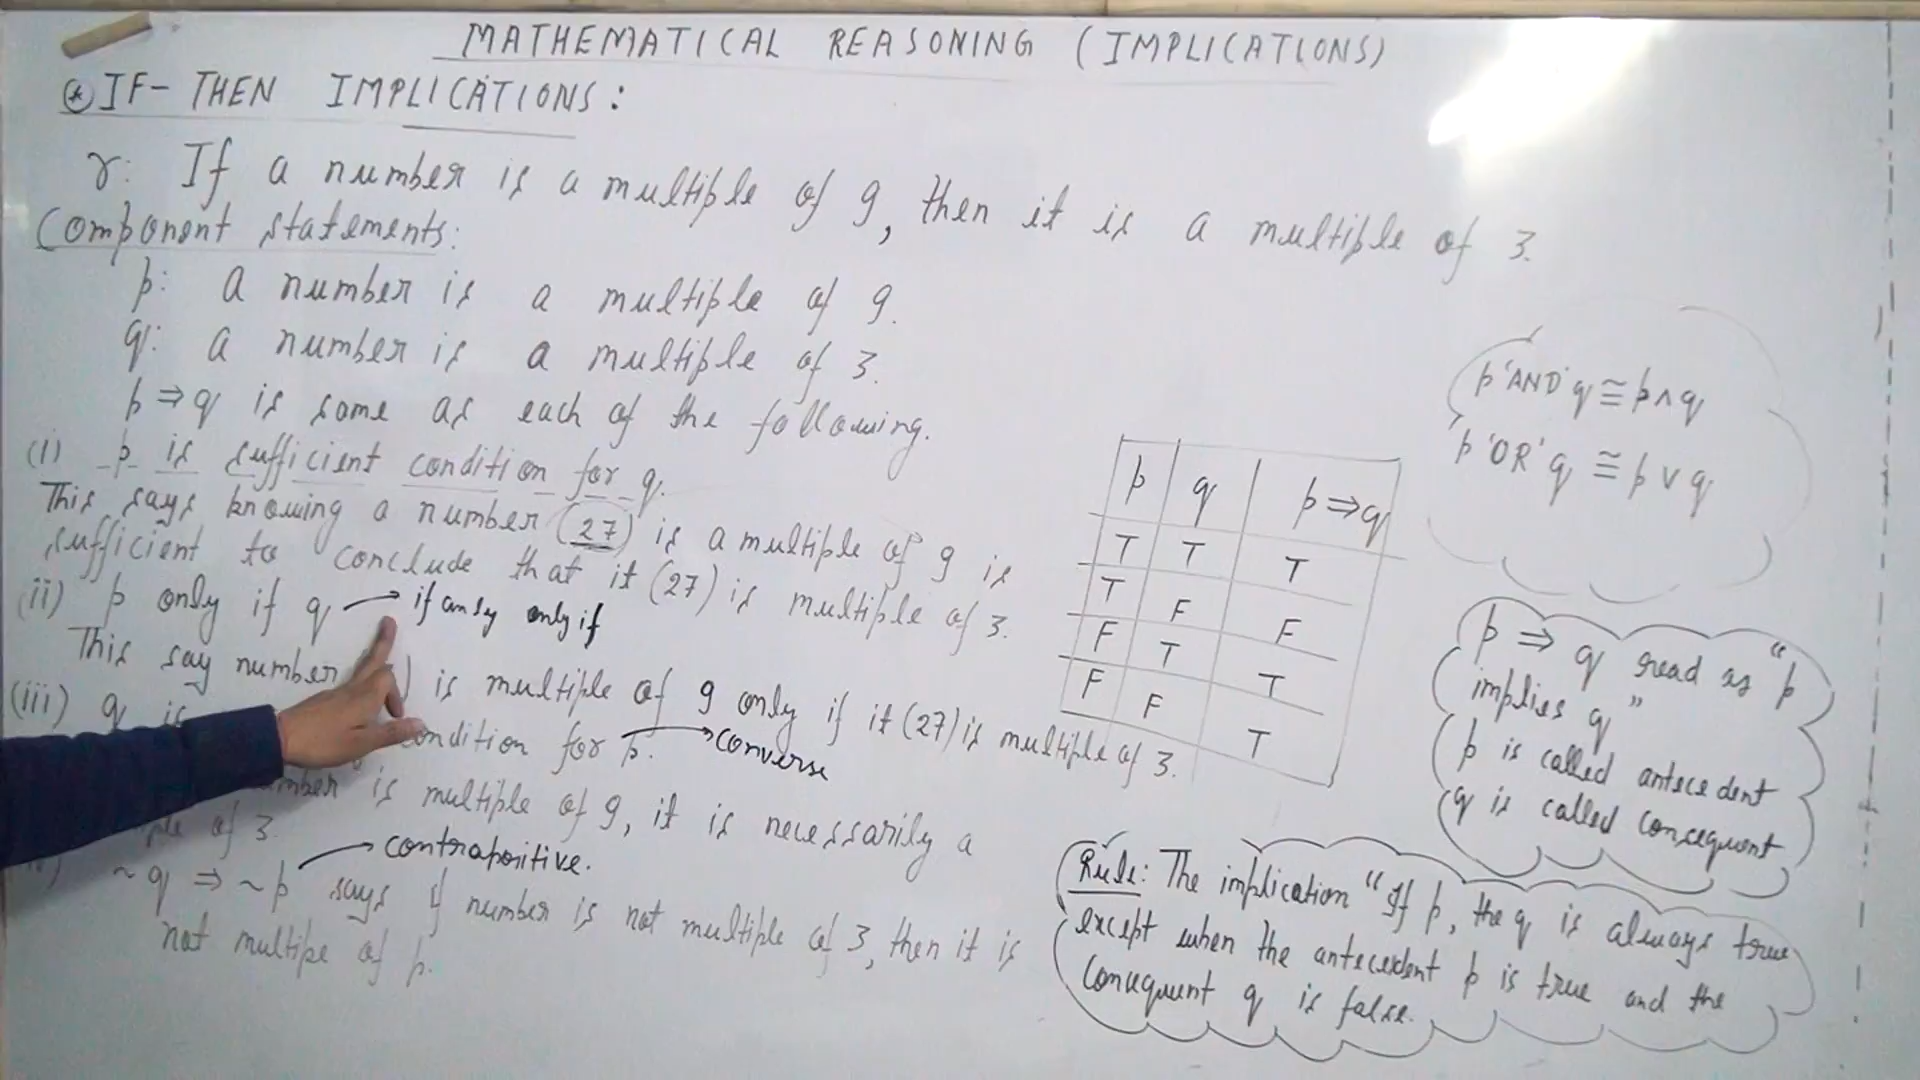 MATHEMATICAL REASONING (IMPLICATIONS)
IF-THEN IMPLICATIONS:
r: If a number is a multiple of 9, then it is a multiple of 3.
Component statements:
p: a number is a multiple of 9.
q: a number is a multiple of 3.
p ⇒ q is same as each of the following.
(i) p is sufficient condition for q.
This says knowing a number (27) is a multiple of 9 is
sufficient to conclude that it (27) is multiple of 3.
(ii) p only if q → if andy only if
This say number ) is multiple of 9 only if it (27) is multiple of 3.
(iii) q is condition for p. → converse
number is multiple of 9, it is necessarily a
of 3.
~q ⇒ ~p → contrapositive.
says if number is not multiple of 3, then it is
not multipe of p.
p q p ⇒ q
T T T
T F F
F T T
F F T
p 'AND' q ≅ p ∧ q
p 'OR' q ≅ p ∨ q
p ⇒ q read as "p
implies q"
p is called antecedent
q is called consequent
Rule: The implication "If p, the q is always true
except when the antecedent p is true and the
consequent q is false.